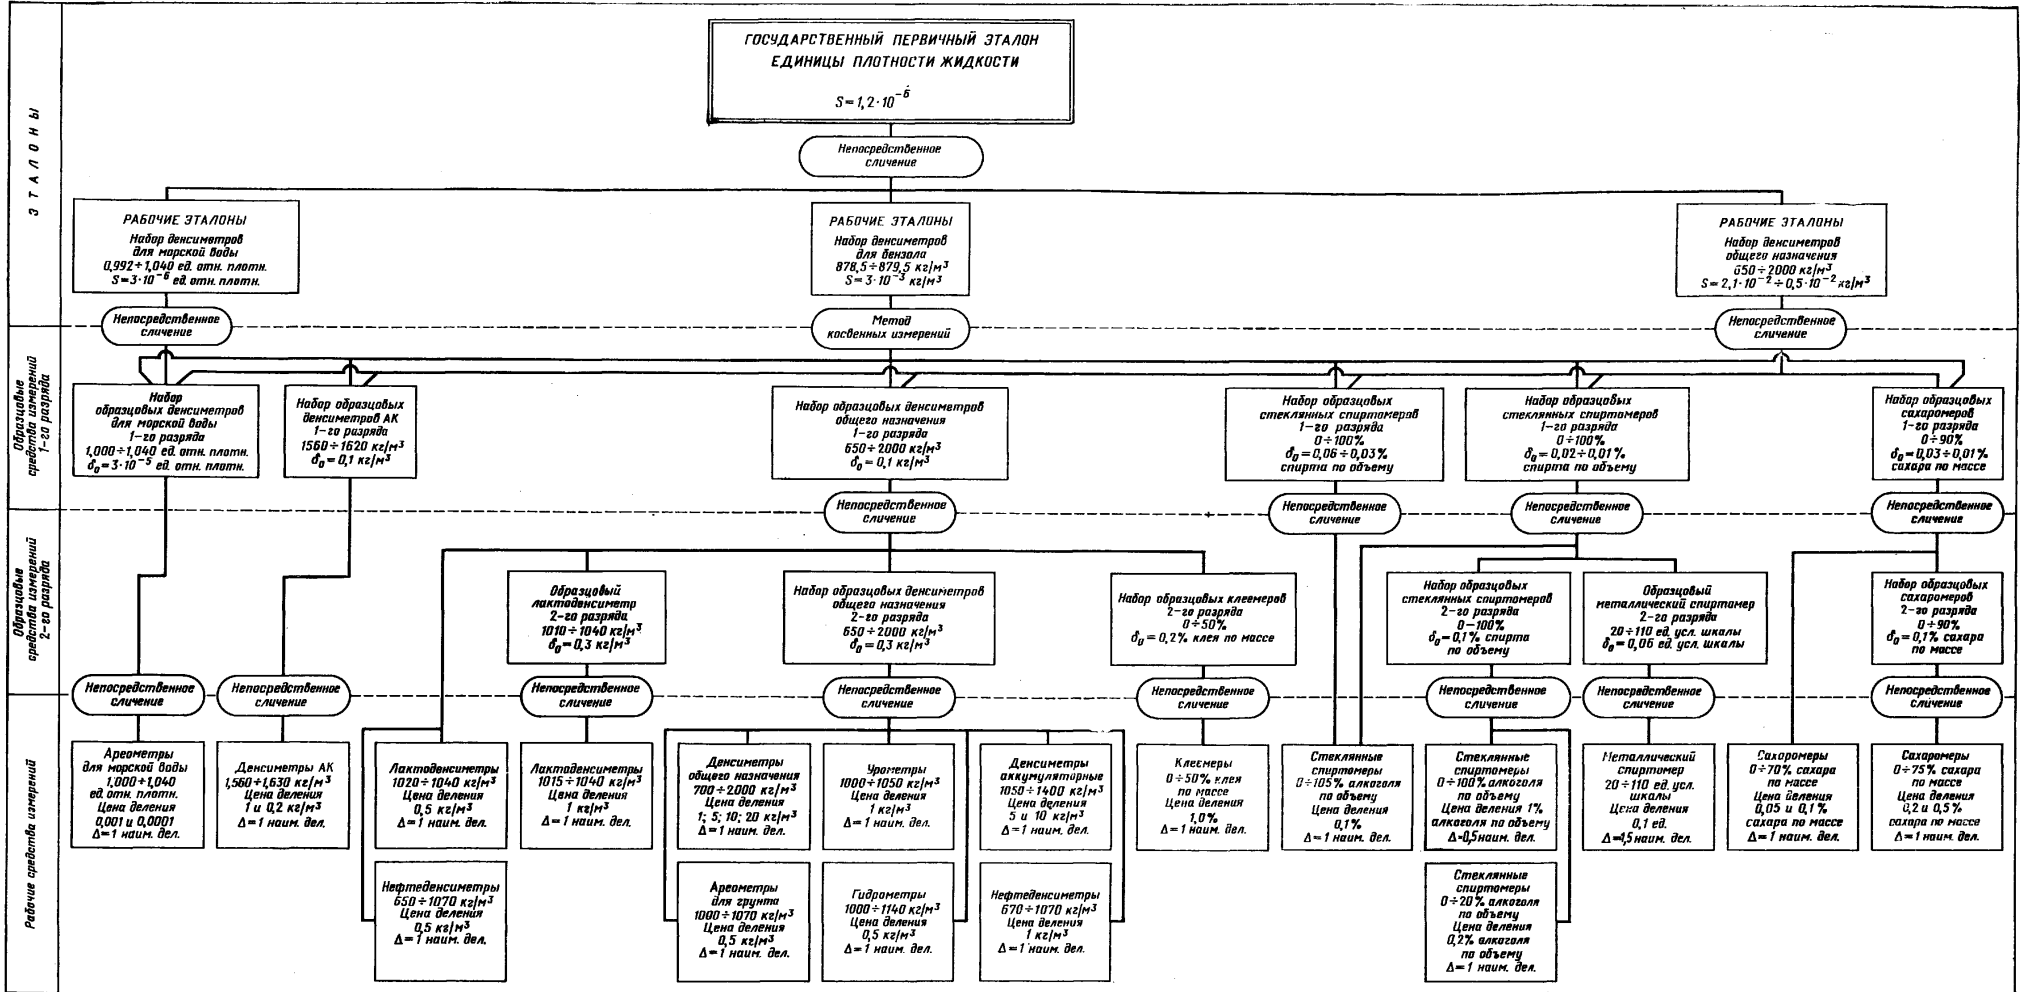 ЭТАЛОНЫ
ГОСУДАРСТВЕННЫЙ ПЕРВИЧНЫЙ ЭТАЛОН
ЕДИНИЦЫ ПЛОТНОСТИ ЖИДКОСТИ
S=1,2·10⁻⁶
Непосредственное
сличение
РАБОЧИЕ ЭТАЛОНЫ
Набор денсиметров
для морской воды
0,992÷1,040 ед. отн. плотн.
S=3·10⁻⁶ ед. отн. плотн.
РАБОЧИЕ ЭТАЛОНЫ
Набор денсиметров
для бензола
878,5÷879,5 кг/м³
S=3·10⁻³ кг/м³
РАБОЧИЕ ЭТАЛОНЫ
Набор денсиметров
общего назначения
650÷2000 кг/м³
S=2,1·10⁻²÷0,5·10⁻² кг/м³
Непосредственное
сличение
Метод
косвенных измерений
Непосредственное
сличение
Образцовые
средства измерений
1-го разряда
Набор
образцовых денсиметров
для морской воды
1-го разряда
1,000÷1,040 ед. отн. плотн.
δ₀=3·10⁻⁵ ед. отн. плотн.
Набор образцовых
денсиметров АК
1-го разряда
1560÷1620 кг/м³
δ₀=0,1 кг/м³
Набор образцовых денсиметров
общего назначения
1-го разряда
650÷2000 кг/м³
δ₀=0,1 кг/м³
Набор образцовых
стеклянных спиртомеров
1-го разряда
0÷100%
δ₀=0,06÷0,03%
спирта по объему
Набор образцовых
стеклянных спиртомеров
1-го разряда
0÷100%
δ₀=0,02÷0,01%
спирта по объему
Набор образцовых
сахаромеров
1-го разряда
0÷90%
δ₀=0,03÷0,01%
сахара по массе
Непосредственное
сличение
Непосредственное
сличение
Непосредственное
сличение
Непосредственное
сличение
Образцовые
средства измерений
2-го разряда
Образцовый
лактоденсиметр
2-го разряда
1010÷1040 кг/м³
δ₀=0,3 кг/м³
Набор образцовых денсиметров
общего назначения
2-го разряда
650÷2000 кг/м³
δ₀=0,3 кг/м³
Набор образцовых клеемеров
2-го разряда
0÷50%
δ₀=0,2% клея по массе
Набор образцовых
стеклянных спиртомеров
2-го разряда
0–100%
δ₀=0,1% спирта
по объему
Образцовый
металлический спиртомер
2-го разряда
20÷110 ед. усл. шкалы
δ₀=0,06 ед. усл. шкалы
Набор образцовых
сахаромеров
2-го разряда
0÷90%
δ₀=0,1% сахара
по массе
Непосредственное
сличение
Непосредственное
сличение
Непосредственное
сличение
Непосредственное
сличение
Непосредственное
сличение
Непосредственное
сличение
Непосредственное
сличение
Непосредственное
сличение
Рабочие средства измерений
Ареометры
для морской воды
1,000÷1,040
ед. отн. плотн.
Цена деления
0,001 и 0,0001
Δ=1 наим. дел.
Денсиметры АК
1,560÷1,630 кг/м³
Цена деления
1 и 0,2 кг/м³
Δ=1 наим. дел.
Лактоденсиметры
1020÷1040 кг/м³
Цена деления
0,5 кг/м³
Δ=1 наим. дел.
Лактоденсиметры
1015÷1040 кг/м³
Цена деления
1 кг/м³
Δ=1 наим. дел.
Денсиметры
общего назначения
700÷2000 кг/м³
Цена деления
1; 5; 10; 20 кг/м³
Δ=1 наим. дел.
Урометры
1000÷1050 кг/м³
Цена деления
1 кг/м³
Δ=1 наим. дел.
Денсиметры
аккумуляторные
1050÷1400 кг/м³
Цена деления
5 и 10 кг/м³
Δ=1 наим. дел.
Клеемеры
0÷50% клея
по массе
Цена деления
1,0%
Δ=1 наим. дел.
Стеклянные
спиртомеры
0÷105% алкоголя
по объему
Цена деления
0,1%
Δ=1 наим. дел.
Стеклянные
спиртомеры
0÷100% алкоголя
по объему
Цена деления 1%
алкоголя по объему
Δ=0,5 наим. дел.
Металлический
спиртомер
20÷110 ед. усл.
шкалы
Цена деления
0,1 ед.
Δ=1,5 наим. дел.
Сахаромеры
0÷70% сахара
по массе
Цена деления
0,05 и 0,1%
сахара по массе
Δ=1 наим. дел.
Сахаромеры
0÷75% сахара
по массе
Цена деления
0,2 и 0,5%
сахара по массе
Δ=1 наим. дел.
Нефтеденсиметры
650÷1070 кг/м³
Цена деления
0,5 кг/м³
Δ=1 наим. дел.
Ареометры
для грунта
1000÷1070 кг/м³
Цена деления
0,5 кг/м³
Δ=1 наим. дел.
Гидрометры
1000÷1140 кг/м³
Цена деления
0,5 кг/м³
Δ=1 наим. дел.
Нефтеденсиметры
670÷1070 кг/м³
Цена деления
1 кг/м³
Δ=1 наим. дел.
Стеклянные
спиртомеры
0÷20% алкоголя
по объему
Цена деления
0,2% алкоголя
по объему
Δ=1 наим. дел.